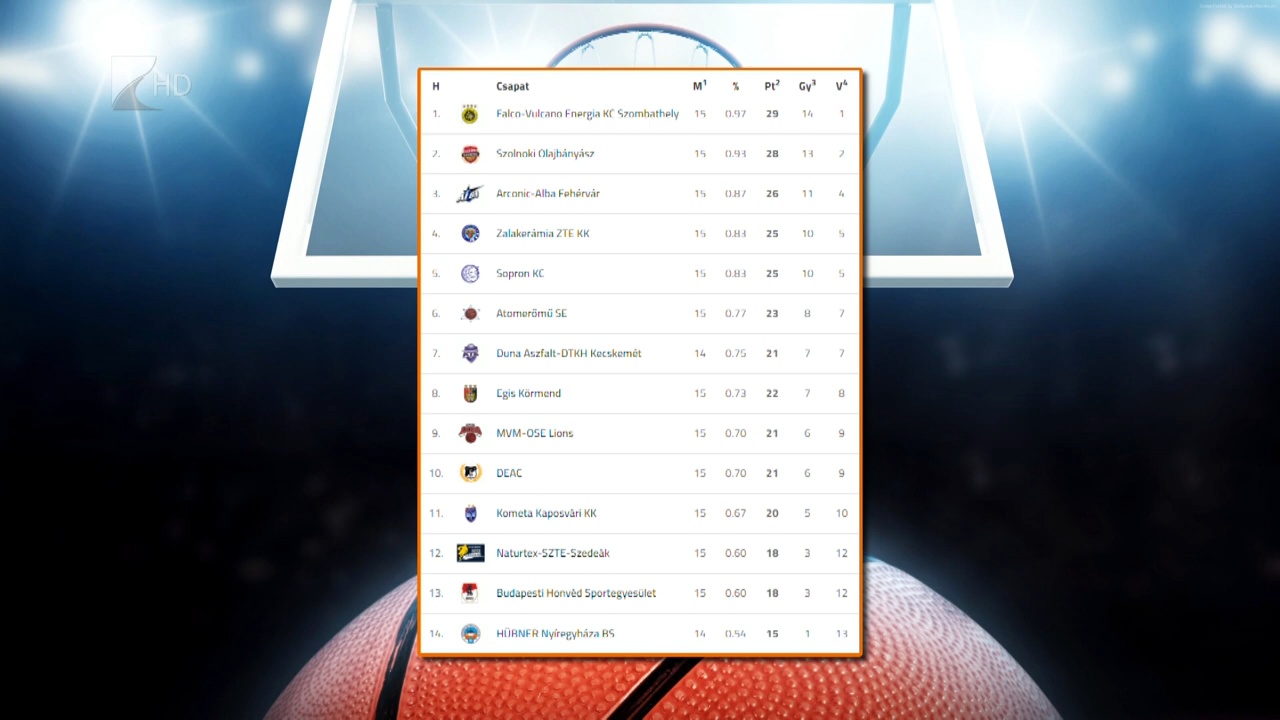 HD
H Csapat M¹ % Pt² Gy³ V⁴
1. Falco-Vulcano Energia KC Szombathely 15 0.97 29 14 1
2. Szolnoki Olajbányász 15 0.93 28 13 2
3. Arconic-Alba Fehérvár 15 0.87 26 11 4
4. Zalakerámia ZTE KK 15 0.83 25 10 5
5. Sopron KC 15 0.83 25 10 5
6. Atomerőmű SE 15 0.77 23 8 7
7. Duna Aszfalt-DTKH Kecskemét 14 0.75 21 7 7
8. Egis Körmend 15 0.73 22 7 8
9. MVM-OSE Lions 15 0.70 21 6 9
10. DEAC 15 0.70 21 6 9
11. Kometa Kaposvári KK 15 0.67 20 5 10
12. Naturtex-SZTE-Szedeák 15 0.60 18 3 12
13. Budapesti Honvéd Sportegyesület 15 0.60 18 3 12
14. HÜBNER Nyíregyháza BS 14 0.54 15 1 13